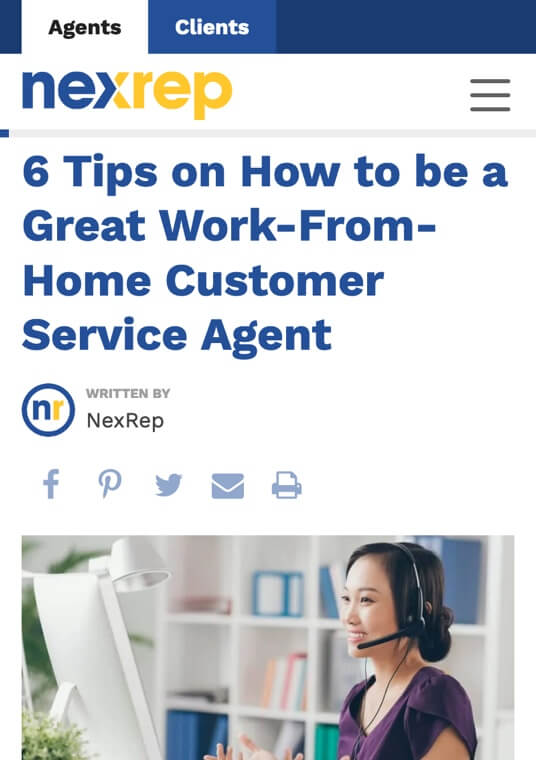 Agents
Clients
nexrep
6 Tips on How to be a
Great Work-From-
Home Customer
Service Agent
nr
WRITTEN BY
NexRep